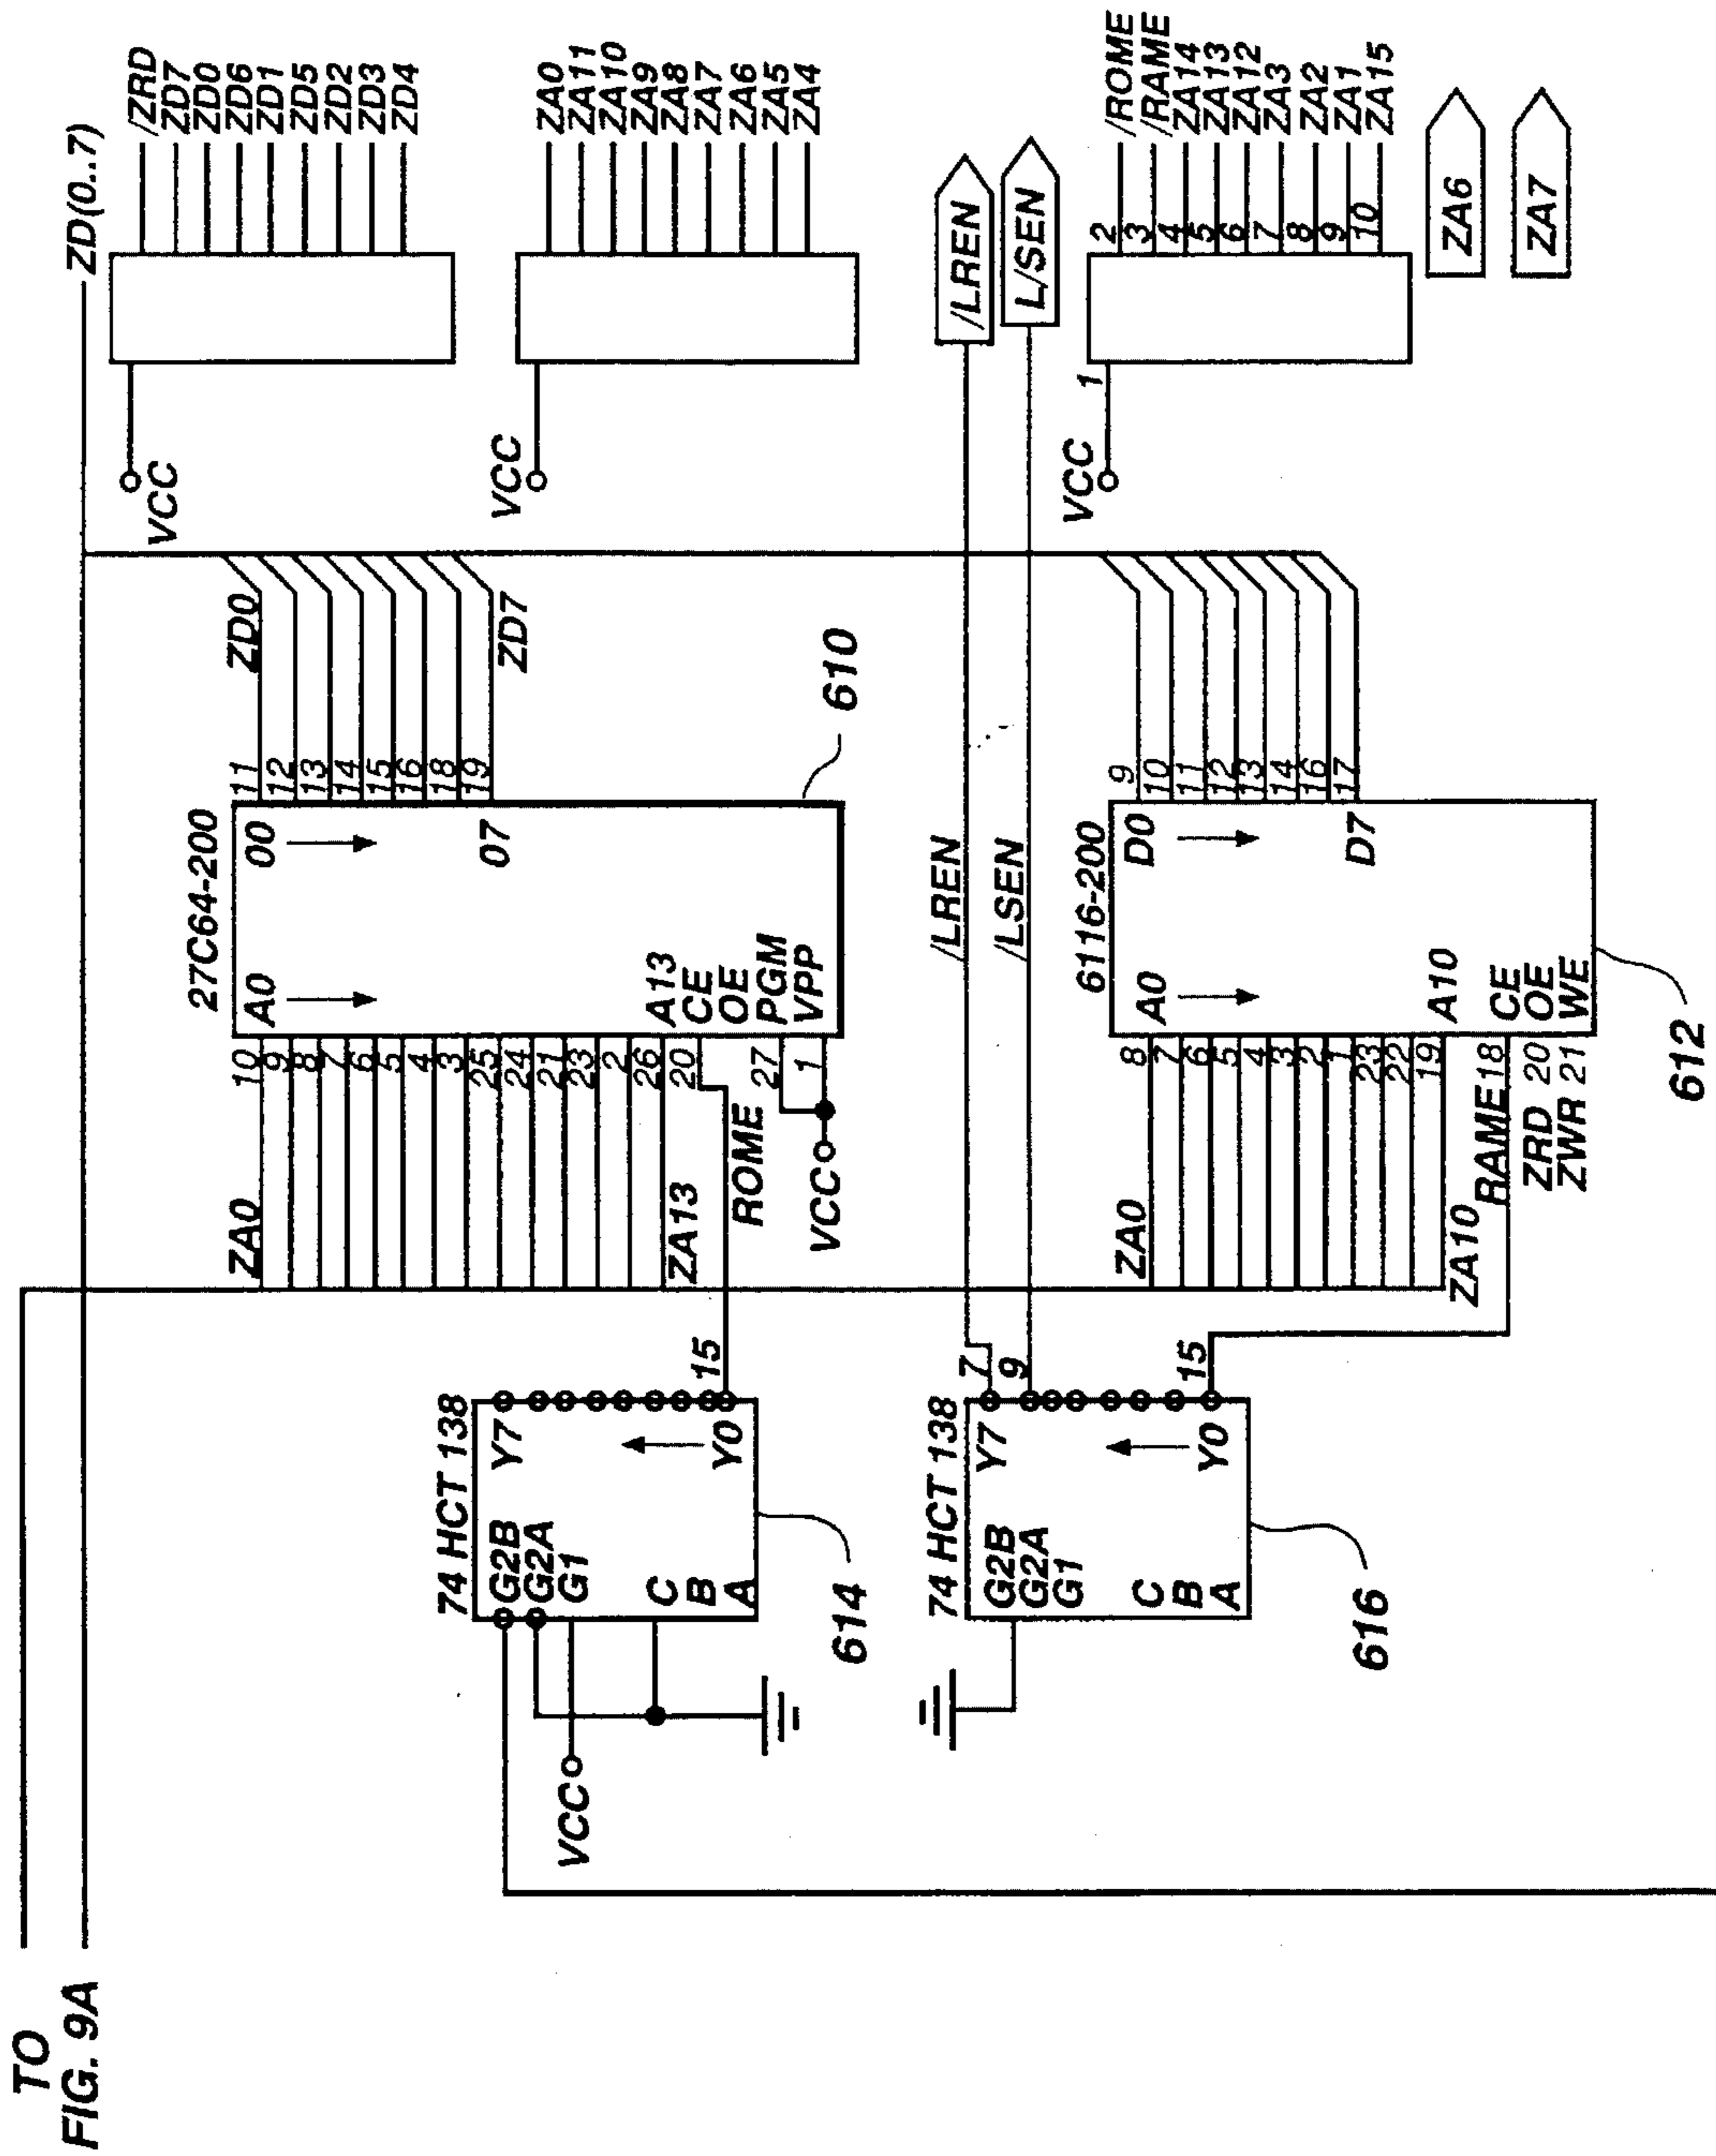 TO
FIG. 9A
ZD(0..7)
/ZRD
ZD7
ZD0
ZD6
ZD1
ZD5
ZD2
ZD3
ZD4
VCC
ZA0
ZA11
ZA10
ZA9
ZA8
ZA7
ZA6
ZA5
ZA4
VCC
/LREN
L/SEN
/ROME
/RAME
ZA14
ZA13
ZA12
ZA3
ZA2
ZA1
ZA15
2
3
4
5
6
7
8
9
10
1
VCC
ZA6
ZA7
27C64-200
A0
00
07
A13
CE
OE
PGM
VPP
11
12
13
14
15
16
18
19
ZD0
ZD7
610
ZA0
10
9
8
7
6
5
4
3
25
24
21
23
2
26
20
27
1
ZA13
ROME
VCC
/LREN
/LSEN
6116-200
A0
D0
D7
A10
CE
OE
WE
9
10
11
12
13
14
16
17
612
ZA0
8
7
6
5
4
3
2
1
23
22
19
ZA10
RAME 18
ZRD 20
ZWR 21
74 HCT 138
G2B
G2A
G1
C
B
A
Y7
Y0
15
VCC
614
74 HCT 138
G2B
G2A
G1
C
B
A
Y7
Y0
7
9
15
616